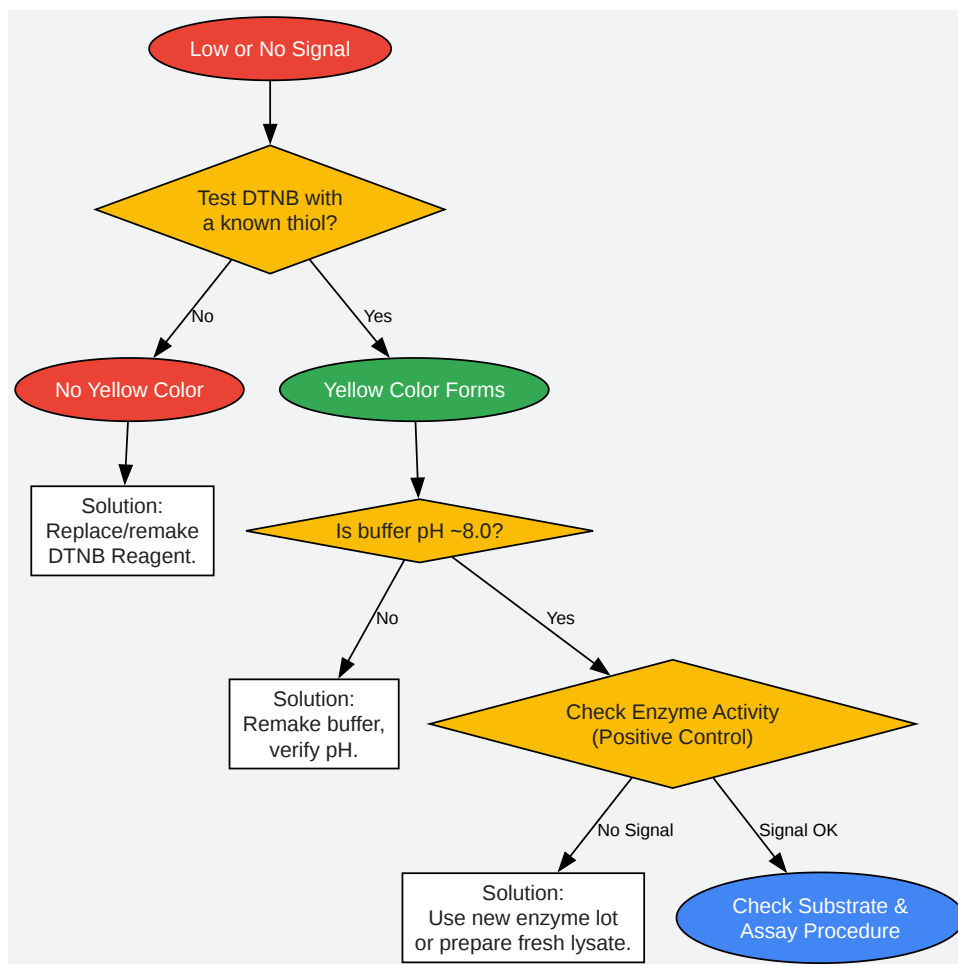 Low or No Signal
Test DTNB with
a known thiol?
No
Yes
No Yellow Color
Yellow Color Forms
Solution:
Replace/remake
DTNB Reagent.
Is buffer pH ~8.0?
No
Yes
Solution:
Remake buffer,
verify pH.
Check Enzyme Activity
(Positive Control)
No Signal
Signal OK
Solution:
Use new enzyme lot
or prepare fresh lysate.
Check Substrate &
Assay Procedure